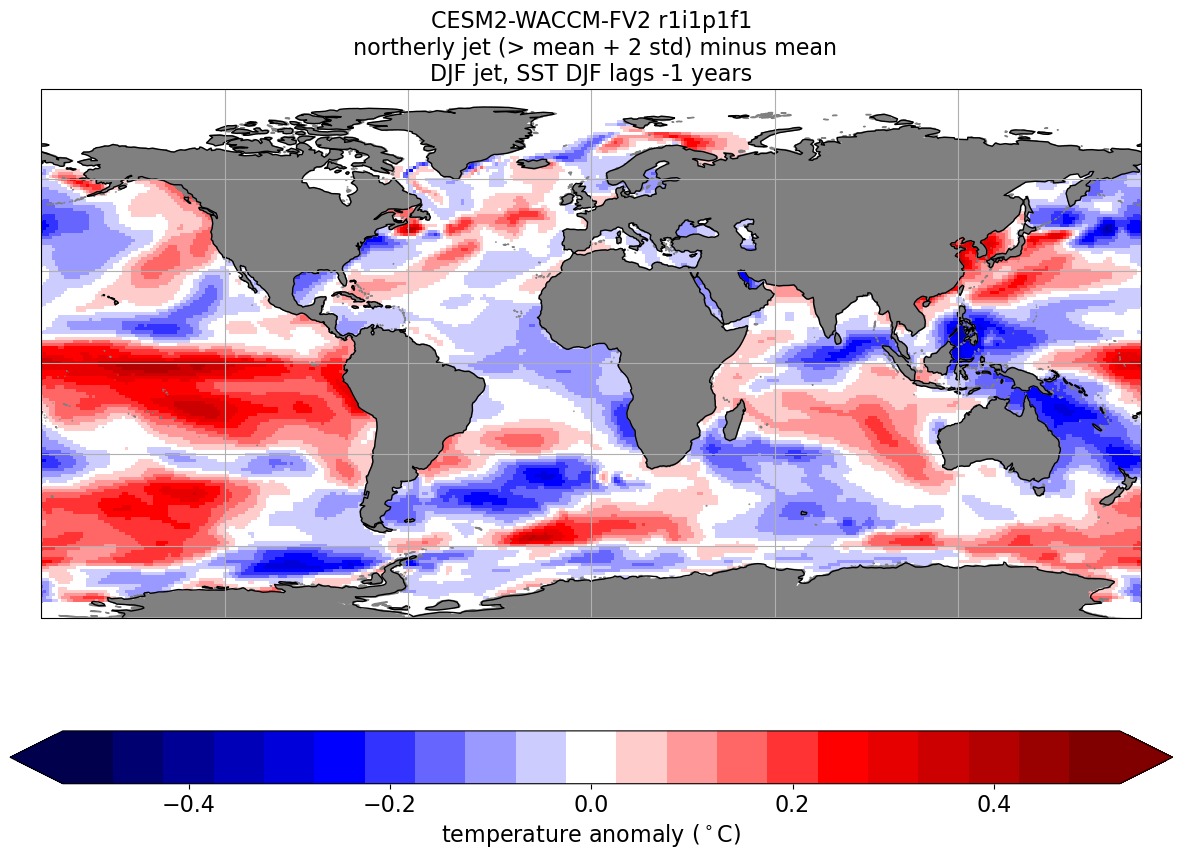 CESM2-WACCM-FV2 r1i1p1f1
northerly jet (> mean + 2 std) minus mean
DJF jet, SST DJF lags -1 years
−0.4 −0.2 0.0 0.2 0.4
temperature anomaly (∘C)